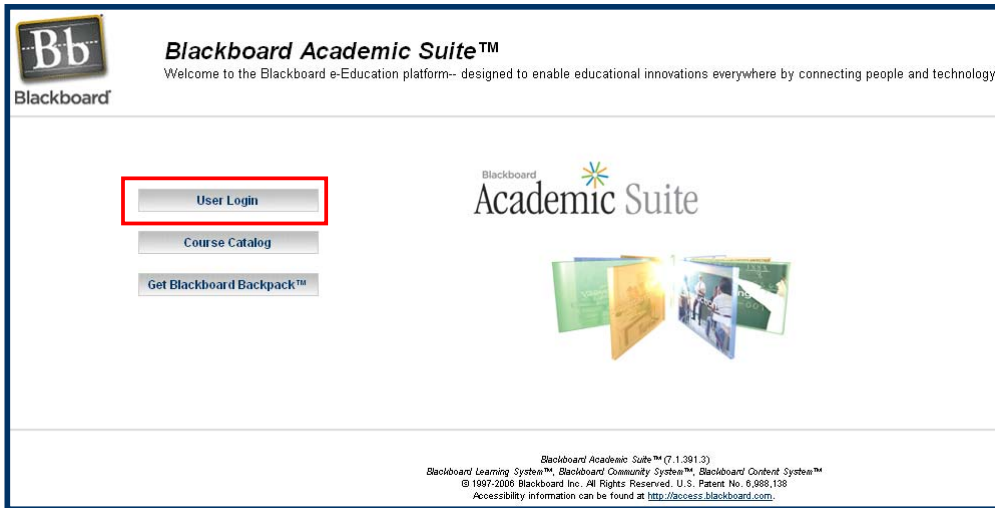 Bb
Blackboard
Blackboard Academic Suite™
Welcome to the Blackboard e-Education platform-- designed to enable educational innovations everywhere by connecting people and technology
User Login
Course Catalog
Get Blackboard Backpack™
Blackboard
Academic Suite
Blackboard Academic Suite™ (7.1.391.3)
Blackboard Learning System™, Blackboard Community System™, Blackboard Content System™
© 1997-2006 Blackboard Inc. All Rights Reserved. U.S. Patent No. 6,988,138
Accessibility information can be found at http://access.blackboard.com.